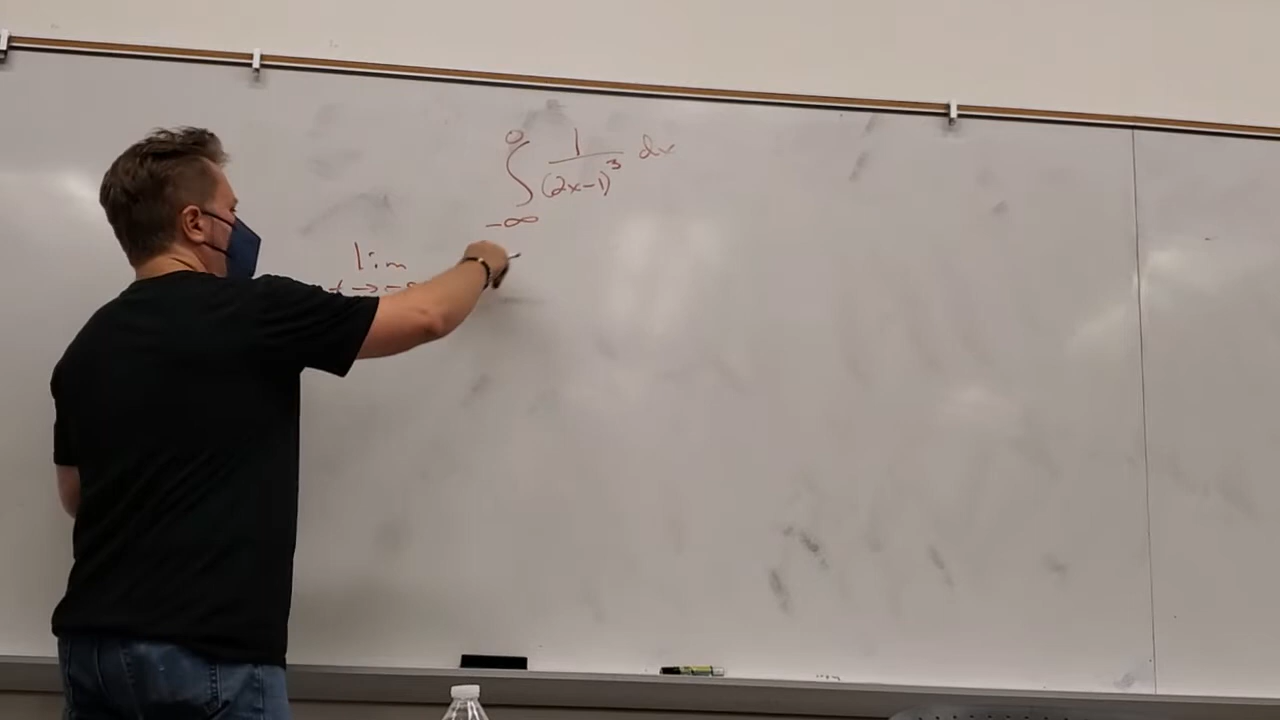 ∫_{-∞}^{0} 1/(2x-1)^3 dx
lim
t → -∞